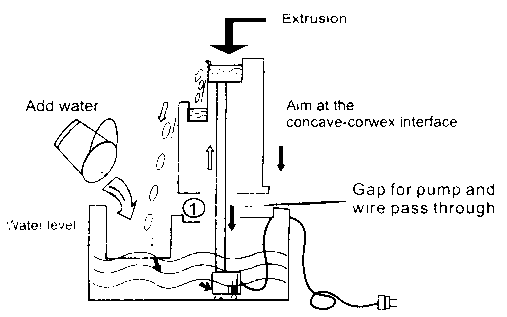 Extrusion
Add water
Aim at the
concave-corwex interface
①
Gap for pump and
wire pass through
Water level